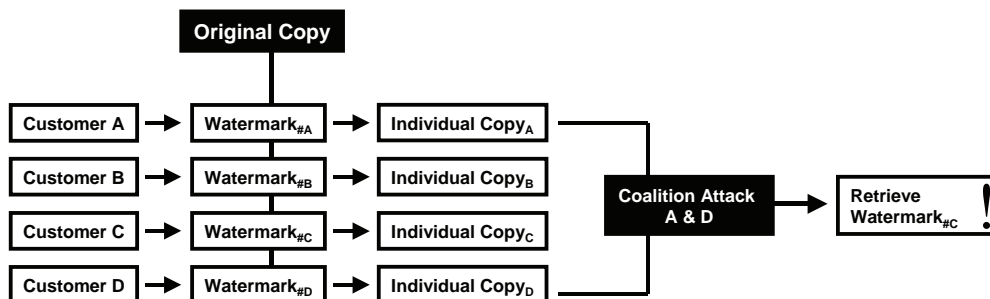 Original Copy
Customer A Watermark#A Individual CopyA
Customer B Watermark#B Individual CopyB
Customer C Watermark#C Individual CopyC
Customer D Watermark#D Individual CopyD
Coalition Attack
A & D
Retrieve
Watermark#C
!